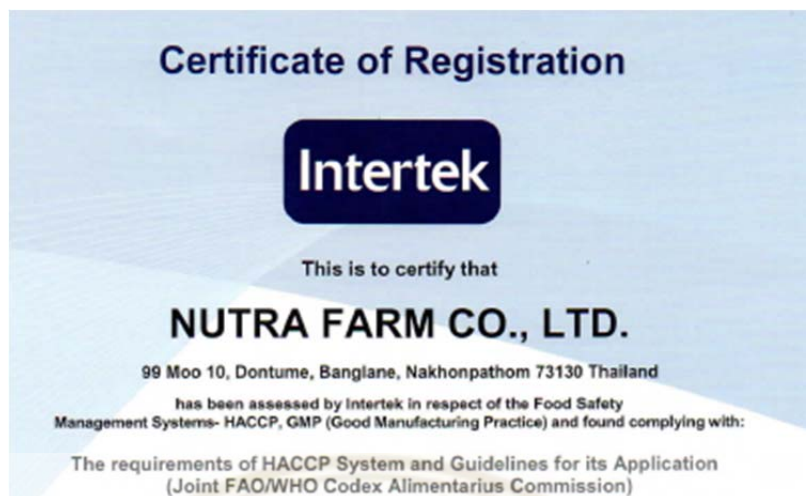 Certificate of Registration
Intertek
This is to certify that
NUTRA FARM CO., LTD.
99 Moo 10, Dontume, Banglane, Nakhonpathom 73130 Thailand
has been assessed by Intertek in respect of the Food Safety
Management Systems- HACCP, GMP (Good Manufacturing Practice) and found complying with:
The requirements of HACCP System and Guidelines for its Application
(Joint FAO/WHO Codex Alimentarius Commission)